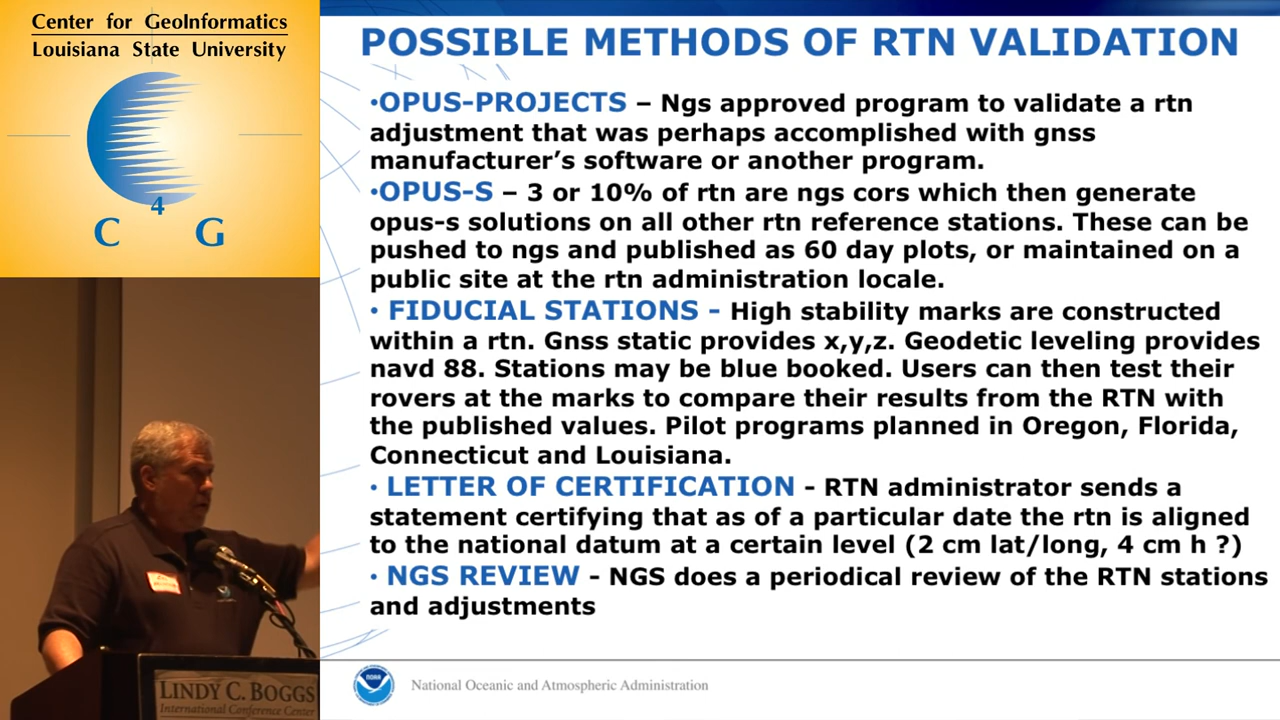 Center for GeoInformatics
Louisiana State University
C 4 G
POSSIBLE METHODS OF RTN VALIDATION
•OPUS-PROJECTS – Ngs approved program to validate a rtn
adjustment that was perhaps accomplished with gnss
manufacturer's software or another program.
•OPUS-S – 3 or 10% of rtn are ngs cors which then generate
opus-s solutions on all other rtn reference stations. These can be
pushed to ngs and published as 60 day plots, or maintained on a
public site at the rtn administration locale.
• FIDUCIAL STATIONS - High stability marks are constructed
within a rtn. Gnss static provides x,y,z. Geodetic leveling provides
navd 88. Stations may be blue booked. Users can then test their
rovers at the marks to compare their results from the RTN with
the published values. Pilot programs planned in Oregon, Florida,
Connecticut and Louisiana.
• LETTER OF CERTIFICATION - RTN administrator sends a
statement certifying that as of a particular date the rtn is aligned
to the national datum at a certain level (2 cm lat/long, 4 cm h ?)
• NGS REVIEW - NGS does a periodical review of the RTN stations
and adjustments
NOAA
National Oceanic and Atmospheric Administration
LINDY C. BOGGS
International Conference Center